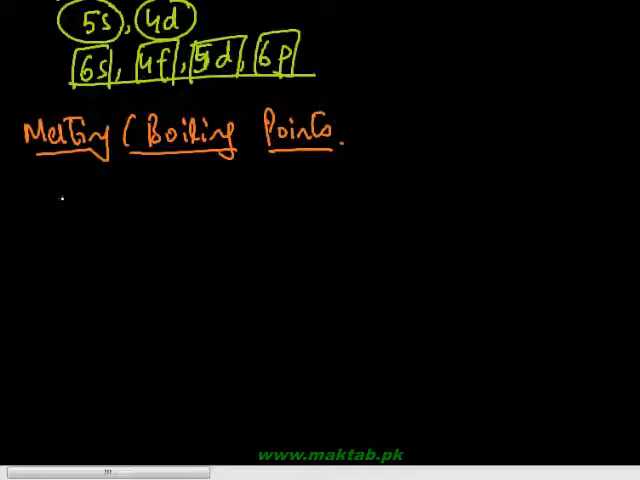 5s, 4d
6s, 4f, 5d, 6p
Melting ( Boiling Points.
www.maktab.pk